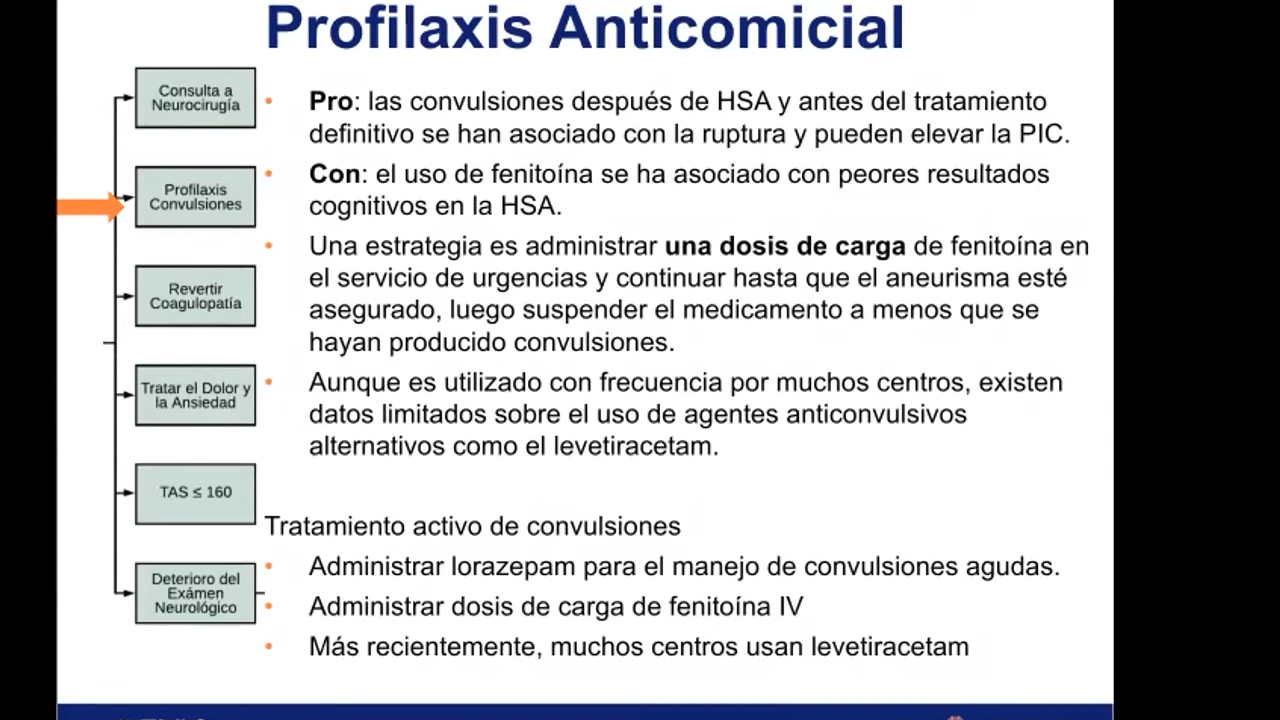 Profilaxis Anticomicial
Consulta a
Neurocirugía
Profilaxis
Convulsiones
Revertir
Coagulopatía
Tratar el Dolor y
la Ansiedad
TAS ≤ 160
Deterioro del
Exámen
Neurológico
• Pro: las convulsiones después de HSA y antes del tratamiento
definitivo se han asociado con la ruptura y pueden elevar la PIC.
• Con: el uso de fenitoína se ha asociado con peores resultados
cognitivos en la HSA.
• Una estrategia es administrar una dosis de carga de fenitoína en
el servicio de urgencias y continuar hasta que el aneurisma esté
asegurado, luego suspender el medicamento a menos que se
hayan producido convulsiones.
• Aunque es utilizado con frecuencia por muchos centros, existen
datos limitados sobre el uso de agentes anticonvulsivos
alternativos como el levetiracetam.
Tratamiento activo de convulsiones
• Administrar lorazepam para el manejo de convulsiones agudas.
• Administrar dosis de carga de fenitoína IV
• Más recientemente, muchos centros usan levetiracetam